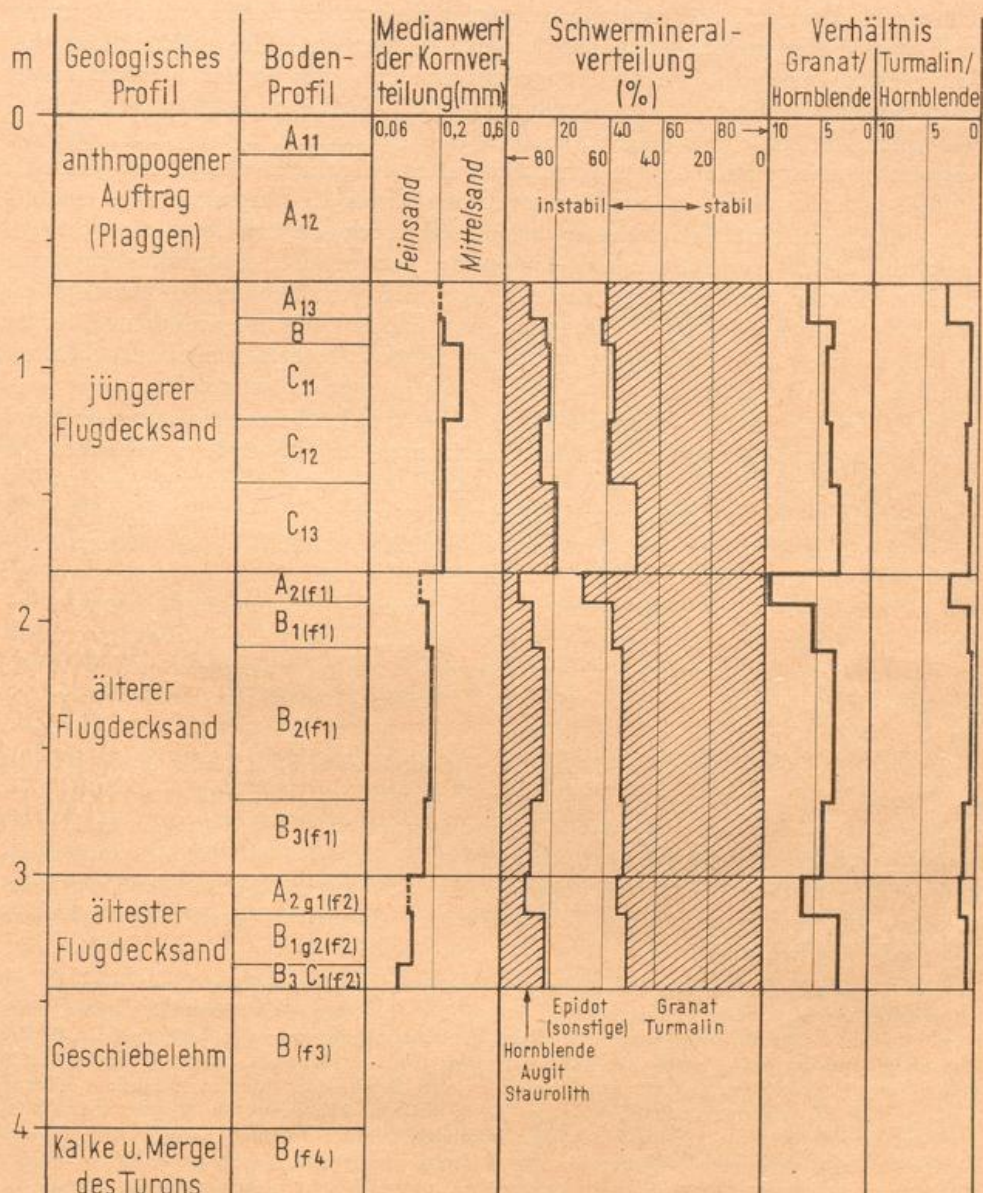 m
Geologisches
Profil
Boden-
Profil
Medianwert
der Kornver-
teilung(mm)
Schwermineral-
verteilung
(%)
Verhältnis
Granat/
Hornblende
Turmalin/
Hornblende
0
0.06 0,2 0,6
0 20 40 60 80 →
← 80 60 40 20 0
10 5 0
10 5 0
instabil ← → stabil
Feinsand
Mittelsand
anthropogener
Auftrag
(Plaggen)
A11
A12
1
jüngerer
Flugdecksand
A13
B
C11
C12
C13
2
älterer
Flugdecksand
A2(f1)
B1(f1)
B2(f1)
B3(f1)
3
ältester
Flugdecksand
A2g1(f2)
B1g2(f2)
B3 C1(f2)
Geschiebelehm
B(f3)
Hornblende
Augit
Staurolith
Epidot
(sonstige)
Granat
Turmalin
4
Kalke u. Mergel
des Turons
B(f4)